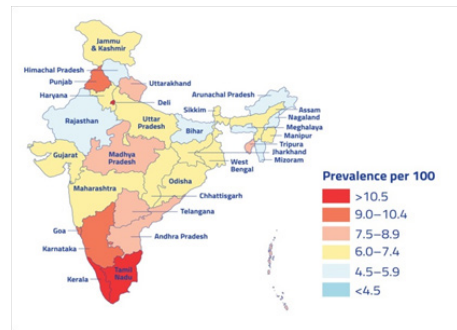 Jammu
& Kashmir
Himachal Pradesh
Punjab
Uttarakhand
Haryana
Arunachal Pradesh
Deli
Sikkim
Assam
Nagaland
Rajasthan
Uttar
Pradesh
Bihar
Meghalaya
Manipur
Tripura
Jharkhand
Mizoram
Gujarat
Madhya
Pradesh
West
Bengal
Odisha
Maharashtra
Chhattisgarh
Telangana
Goa
Andhra Pradesh
Karnataka
Tamil
Nadu
Kerala
Prevalence per 100
>10.5
9.0–10.4
7.5–8.9
6.0–7.4
4.5–5.9
<4.5